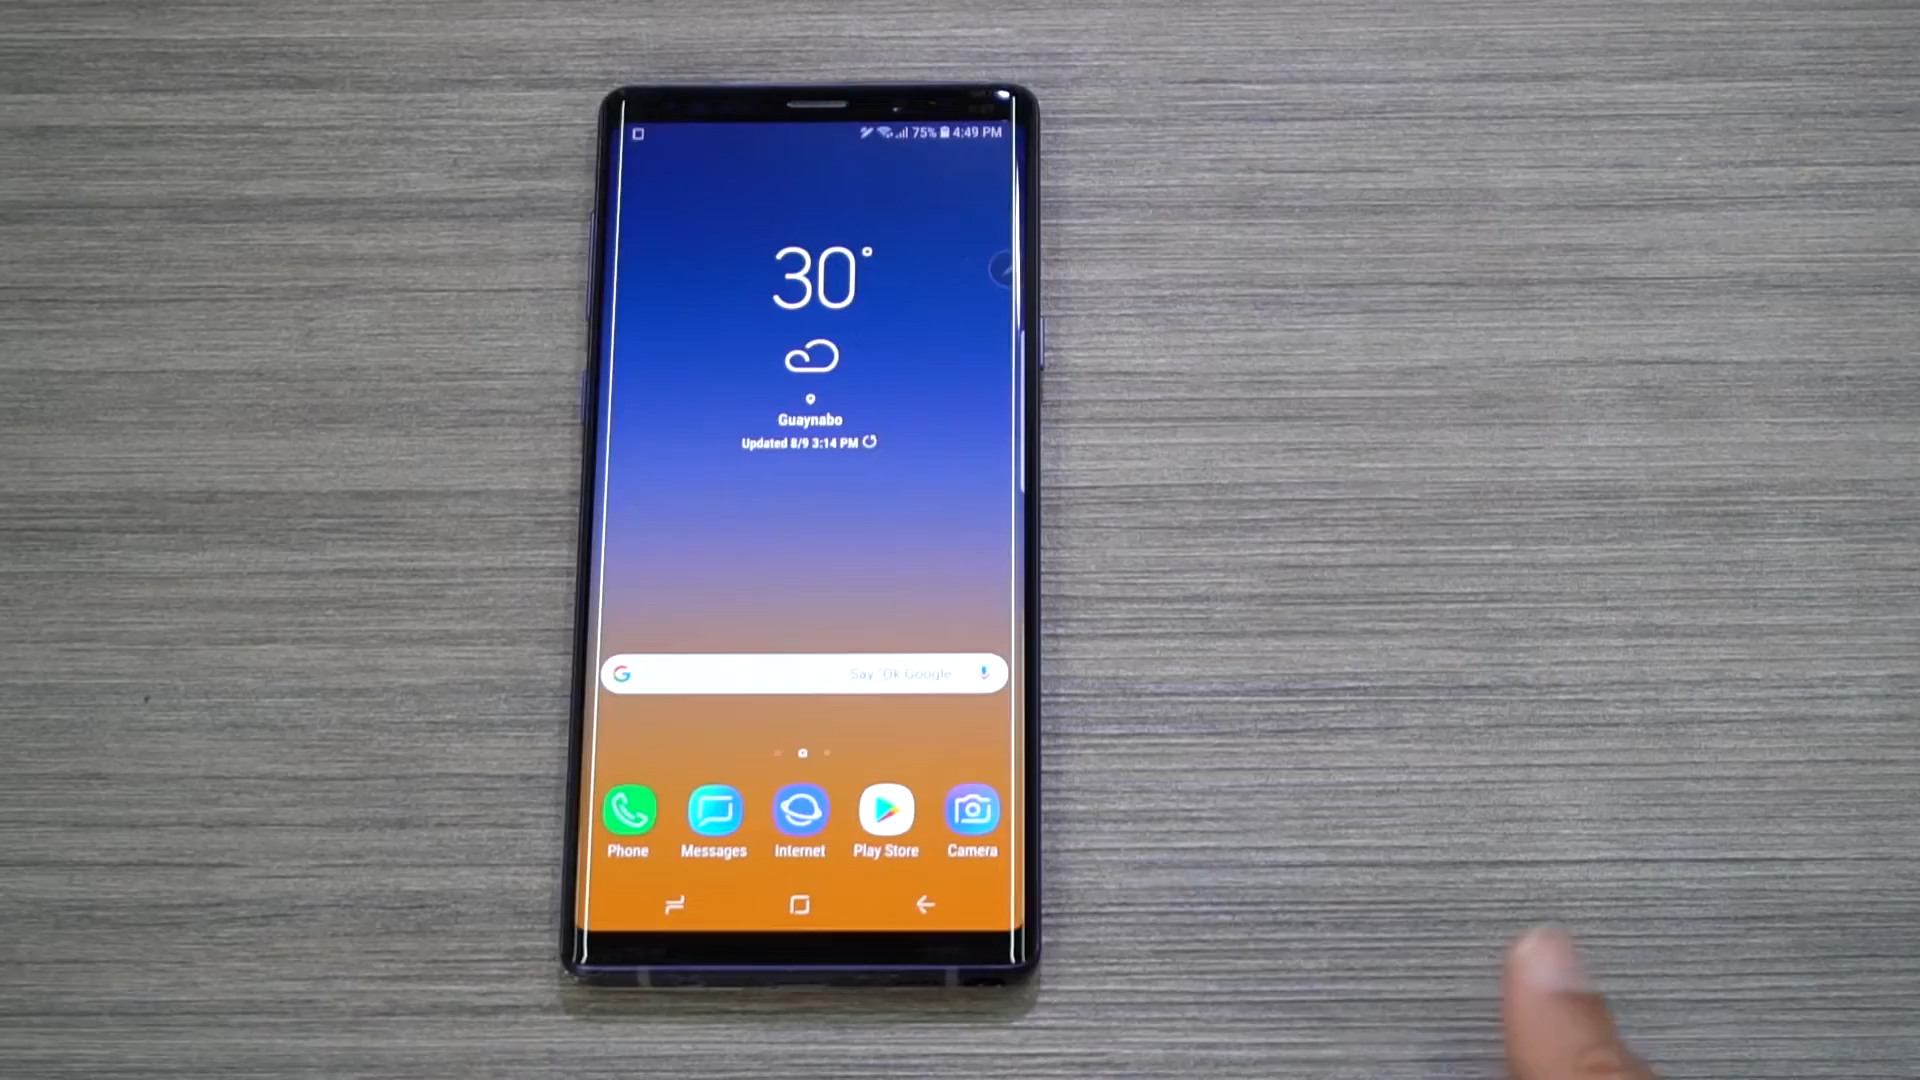 75% 4:49 PM
30°
Guaynabo
Updated 8/9 3:14 PM
G Say "Ok Google
Phone Messages Internet Play Store Camera